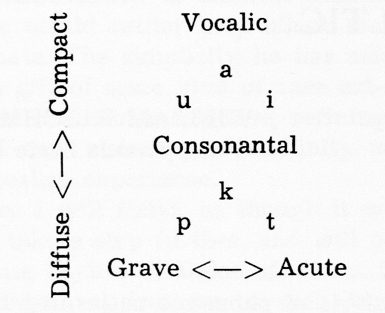 Vocalic
a
u i
Consonantal
k
p t
Grave <—> Acute
Diffuse <—> Compact